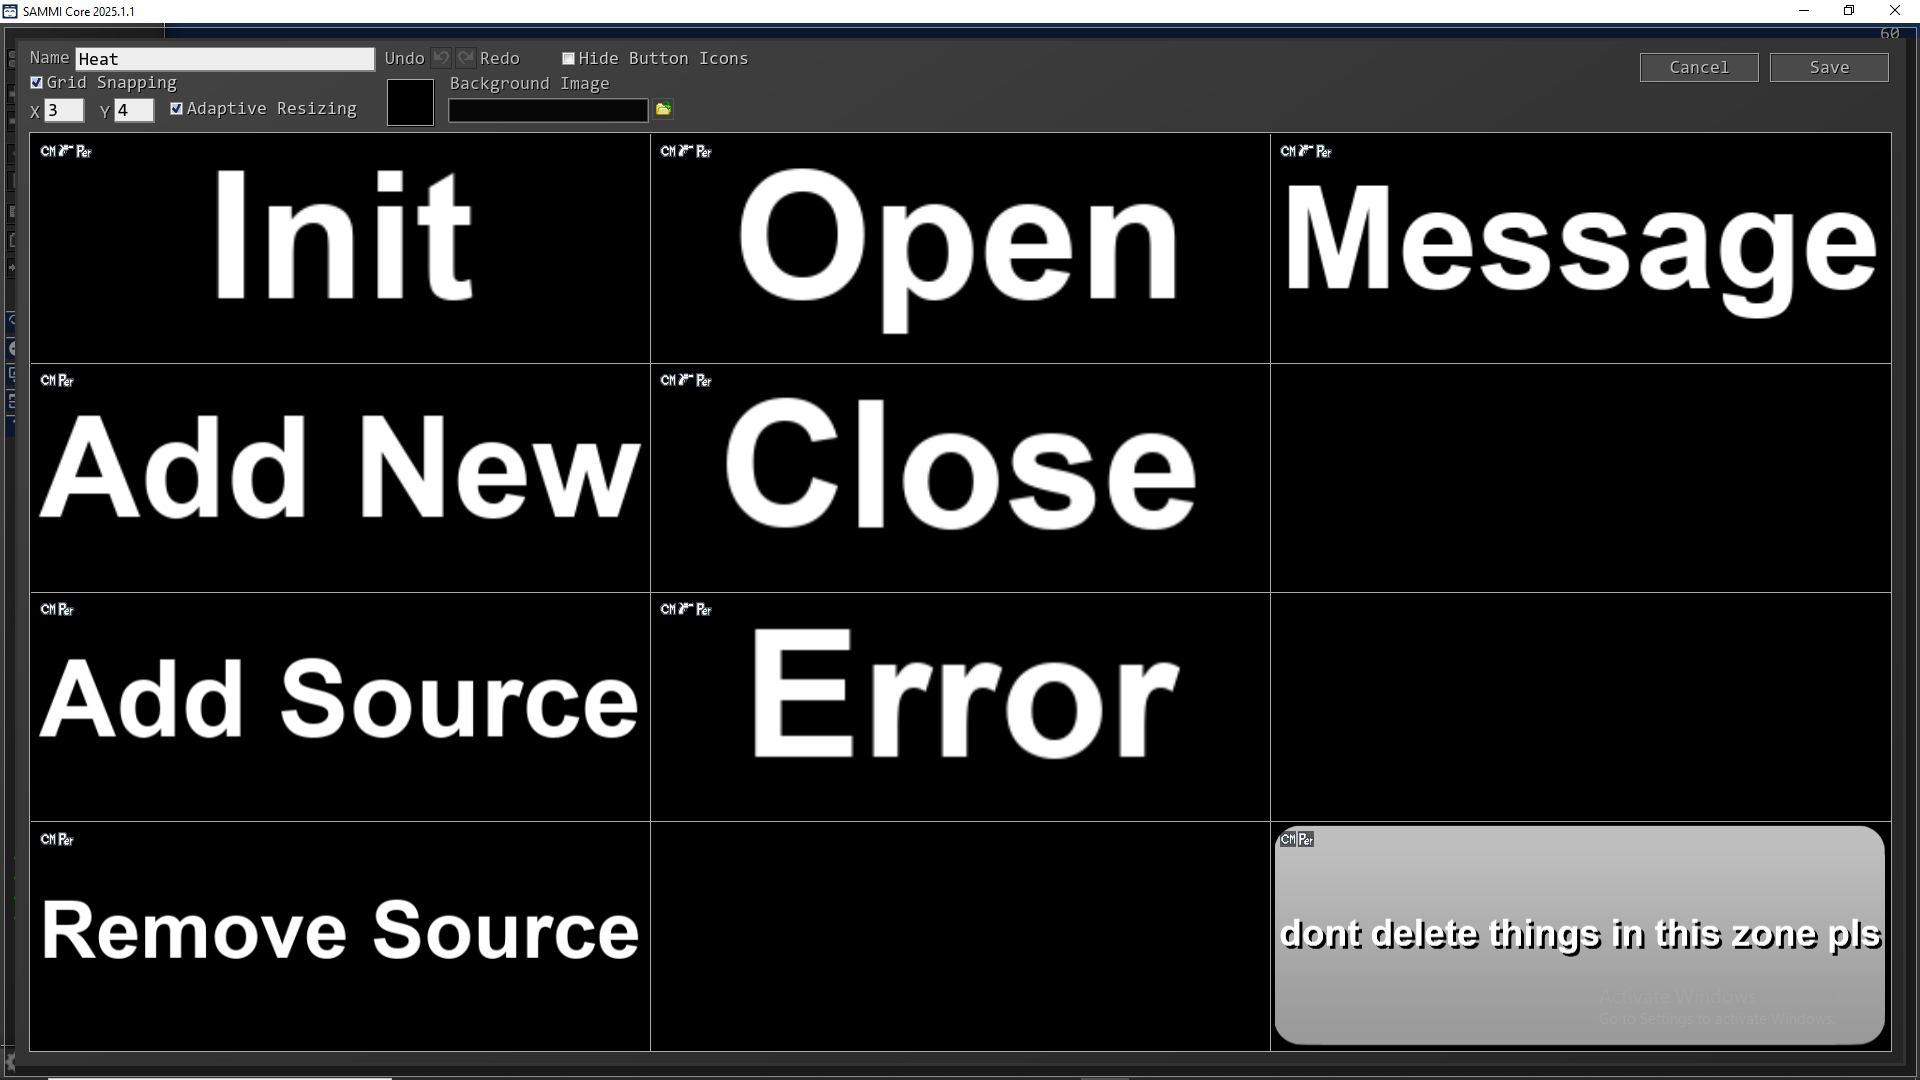 SAMMI Core 2025.1.1
60
Name Heat Undo Redo Hide Button Icons
Grid Snapping Background Image
X 3 Y 4 Adaptive Resizing
Cancel Save
CM Per
Init
CM Per
Open
CM Per
Message
CM Per
Add New
CM Per
Close
CM Per
Add Source
CM Per
Error
CM Per
Remove Source
CM Per
dont delete things in this zone pls
Activate Windows
Go to Settings to activate Windows.